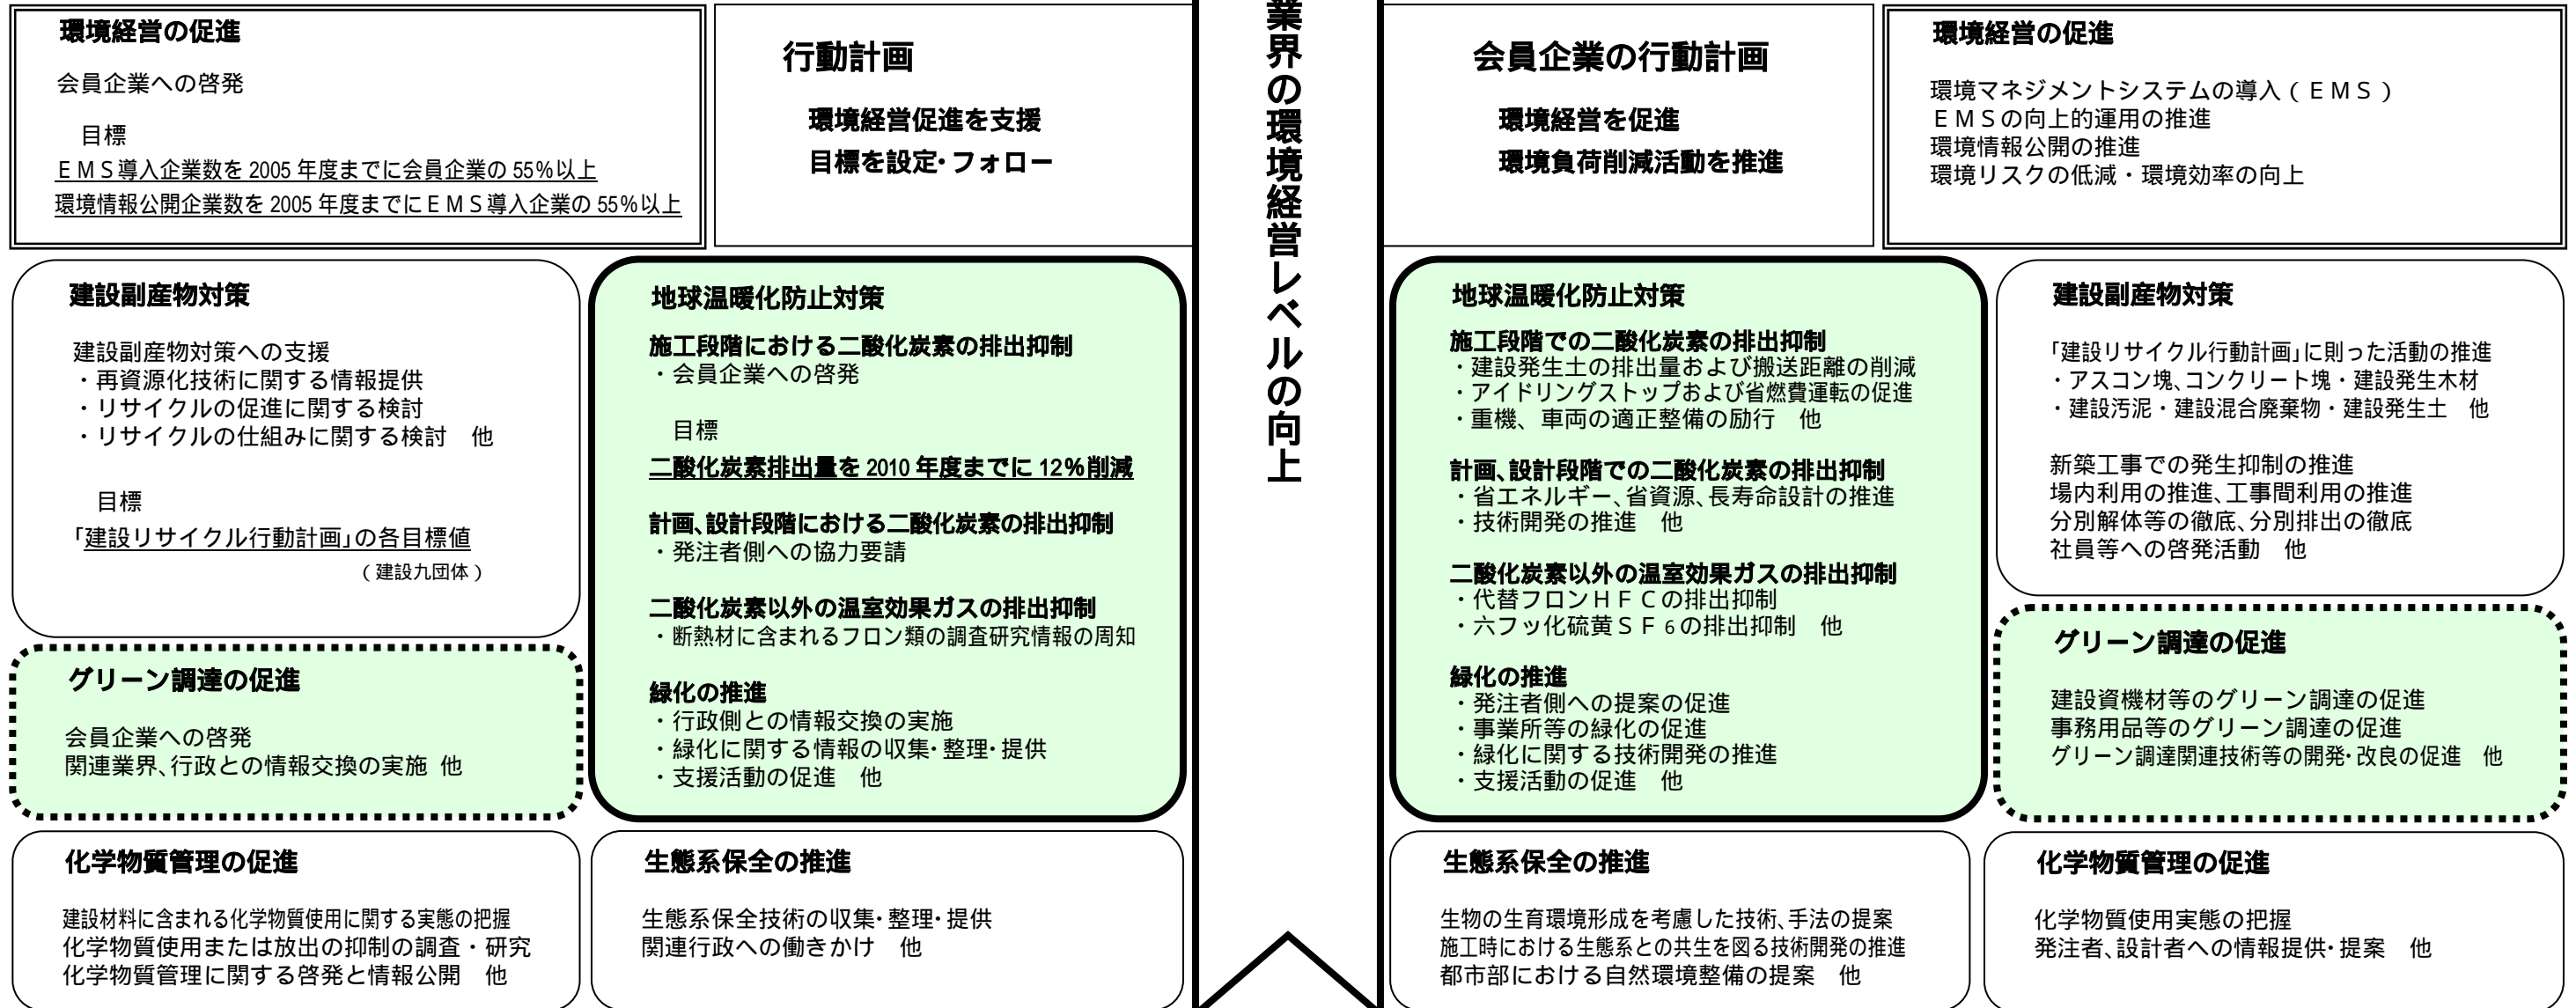 環境経営の促進
会員企業への啓発
目標
ＥＭＳ導入企業数を 2005 年度までに会員企業の 55%以上
環境情報公開企業数を 2005 年度までにＥＭＳ導入企業の 55%以上
行動計画
環境経営促進を支援
目標を設定･フォロー
建設副産物対策
建設副産物対策への支援
・再資源化技術に関する情報提供
・リサイクルの促進に関する検討
・リサイクルの仕組みに関する検討　他
目標
｢建設リサイクル行動計画｣の各目標値
（建設九団体）
グリーン調達の促進
会員企業への啓発
関連業界､行政との情報交換の実施 他
化学物質管理の促進
建設材料に含まれる化学物質使用に関する実態の把握
化学物質使用または放出の抑制の調査・研究
化学物質管理に関する啓発と情報公開　他
地球温暖化防止対策
施工段階における二酸化炭素の排出抑制
・会員企業への啓発
目標
二酸化炭素排出量を 2010 年度までに 12%削減
計画､設計段階における二酸化炭素の排出抑制
・発注者側への協力要請
二酸化炭素以外の温室効果ガスの排出抑制
・断熱材に含まれるフロン類の調査研究情報の周知
緑化の推進
・行政側との情報交換の実施
・緑化に関する情報の収集･整理･提供
・支援活動の促進　他
生態系保全の推進
生態系保全技術の収集･整理･提供
関連行政への働きかけ　他
業界の環境経営レベルの向上
会員企業の行動計画
環境経営を促進
環境負荷削減活動を推進
環境経営の促進
環境マネジメントシステムの導入（ＥＭＳ）
ＥＭＳの向上的運用の推進
環境情報公開の推進
環境リスクの低減・環境効率の向上
地球温暖化防止対策
施工段階での二酸化炭素の排出抑制
・建設発生土の排出量および搬送距離の削減
・アイドリングストップおよび省燃費運転の促進
・重機、車両の適正整備の励行　他
計画､設計段階での二酸化炭素の排出抑制
・省エネルギー､省資源､長寿命設計の推進
・技術開発の推進　他
二酸化炭素以外の温室効果ガスの排出抑制
・代替フロンＨＦＣの排出抑制
・六フッ化硫黄ＳＦ6の排出抑制　他
緑化の推進
・発注者側への提案の促進
・事業所等の緑化の促進
・緑化に関する技術開発の推進
・支援活動の促進　他
生態系保全の推進
生物の生育環境形成を考慮した技術､手法の提案
施工時における生態系との共生を図る技術開発の推進
都市部における自然環境整備の提案　他
建設副産物対策
｢建設リサイクル行動計画｣に則った活動の推進
・アスコン塊､コンクリート塊・建設発生木材
・建設汚泥・建設混合廃棄物・建設発生土　他
新築工事での発生抑制の推進
場内利用の推進､工事間利用の推進
分別解体等の徹底､分別排出の徹底
社員等への啓発活動　他
グリーン調達の促進
建設資機材等のグリーン調達の促進
事務用品等のグリーン調達の促進
グリーン調達関連技術等の開発･改良の促進　他
化学物質管理の促進
化学物質使用実態の把握
発注者､設計者への情報提供･提案　他